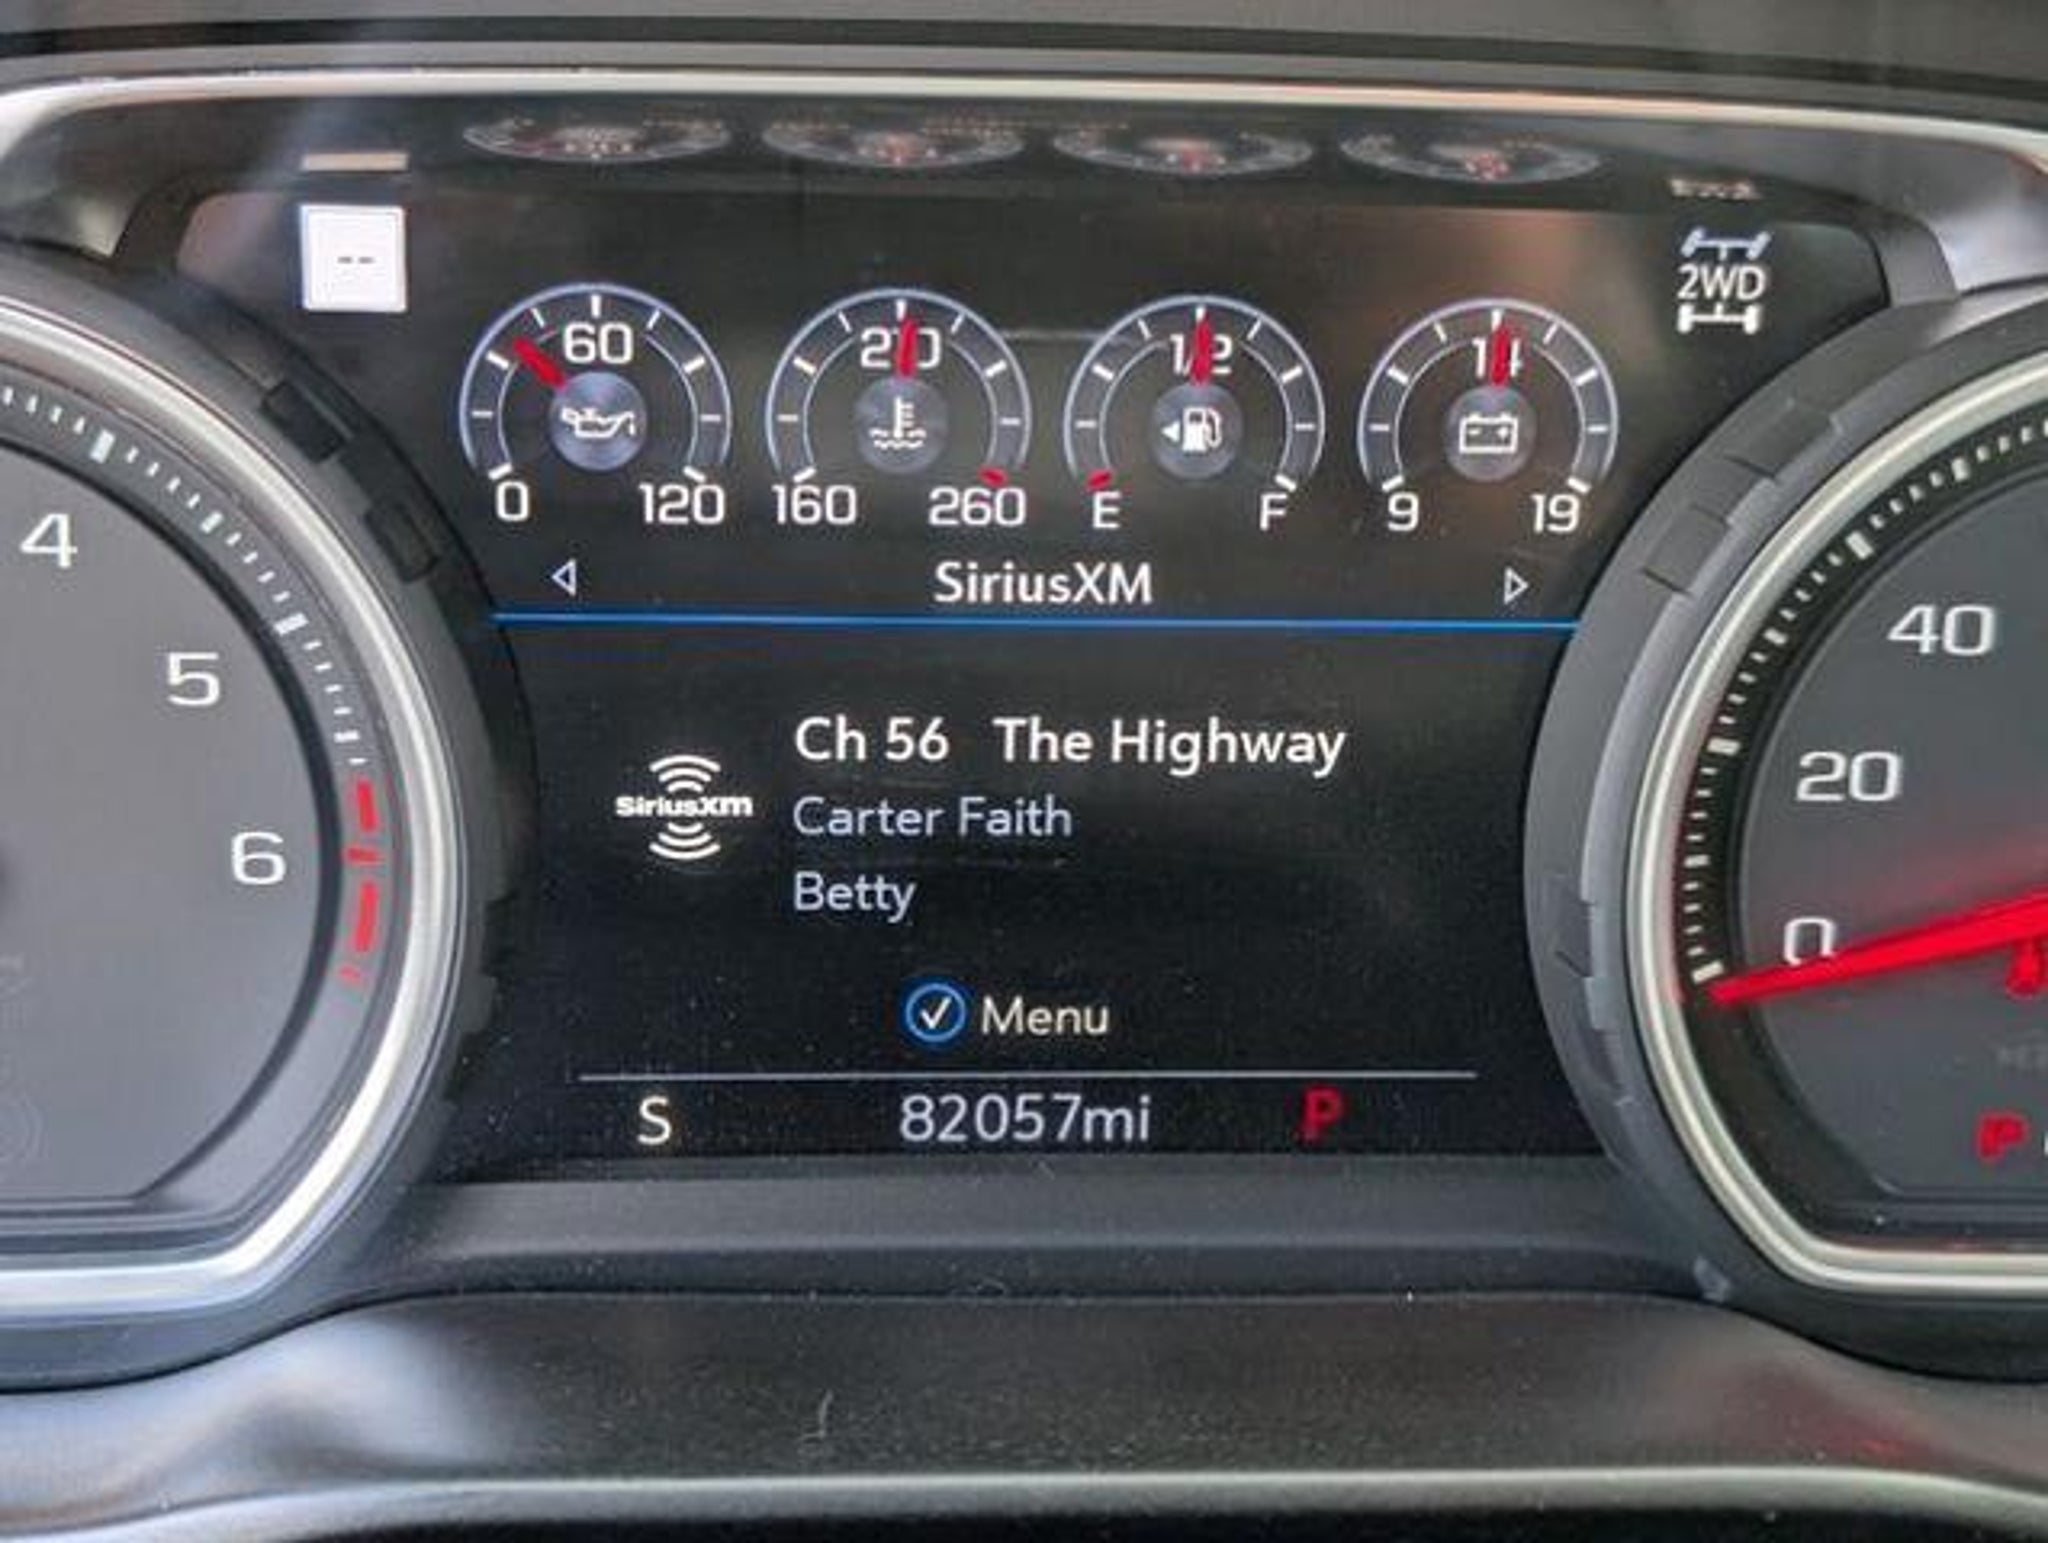 --
2WD
60
0 120
210
160 260
1/2
E F
14
9 19
SiriusXM
4
5
6
Ch 56 The Highway
SiriusXM
Carter Faith
Betty
Menu
S 82057mi P
40
20
0
P